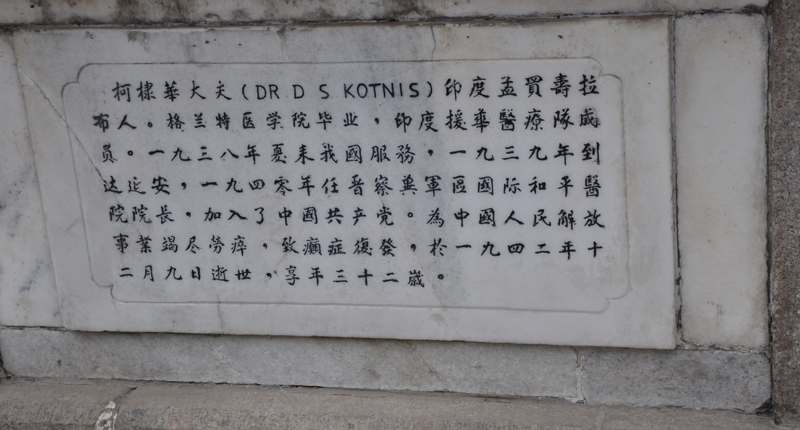 柯棣華大夫(DR D S KOTNIS)印度孟買壽拉
布人。格兰特医学院毕业，印度援華醫療隊成
員。一九三八年夏来我國服務，一九三九年到
达延安，一九四零年任晋察冀軍區國际和平醫
院院長，加入了中國共产党。為中國人民解放
事業竭尽勞瘁，致癲症復發，於一九四二年十
二月九日逝世，享年三十二歲。